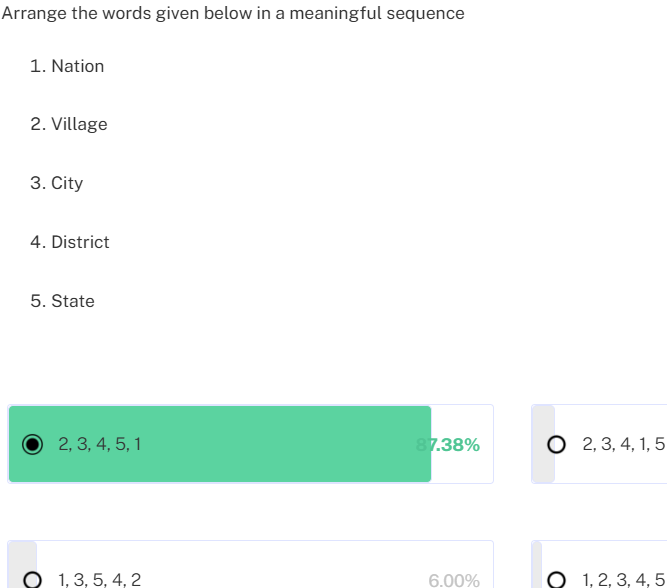 Arrange the words given below in a meaningful sequence
1. Nation
2. Village
3. City
4. District
5. State
2, 3, 4, 5, 1 87.38% 2, 3, 4, 1, 5
1, 3, 5, 4, 2 6.00% 1, 2, 3, 4, 5